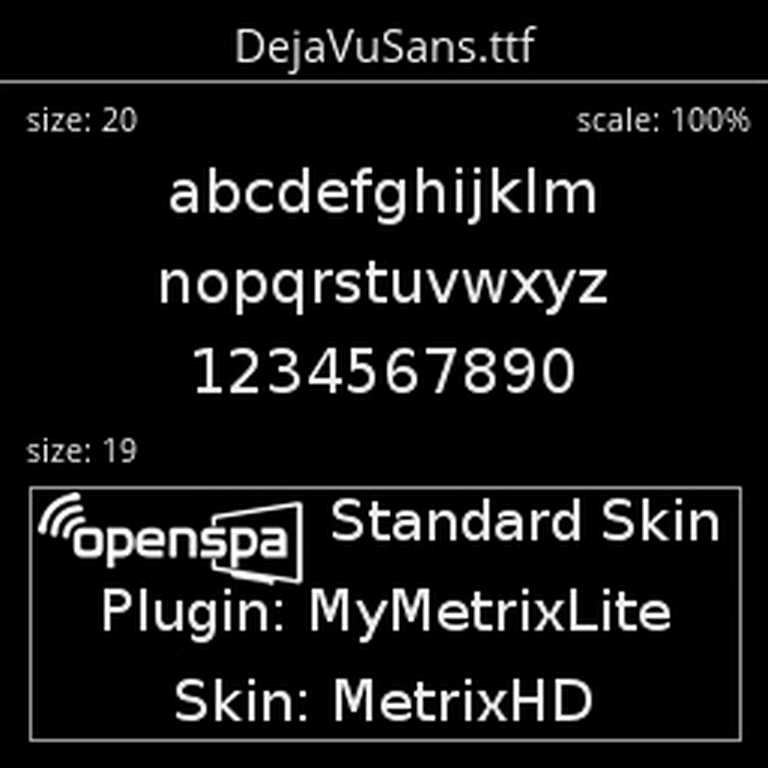 DejaVuSans.ttf
size: 20 scale: 100%
abcdefghijklm
nopqrstuvwxyz
1234567890
size: 19
openspa Standard Skin
Plugin: MyMetrixLite
Skin: MetrixHD